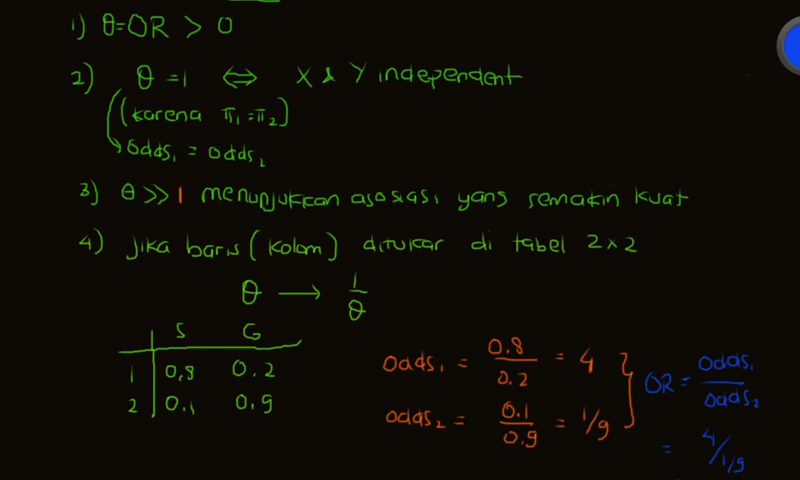 1) θ=OR > 0
2) θ=1 ⇔ X & Y independent
(karena π₁=π₂)
odds₁ = odds₂
3) θ >> 1 menunjukkan asosiasi yang semakin kuat
4) Jika baris (kolom) ditukar di tabel 2x2
θ → 1/θ
S G
1 0,8 0.2
2 0.1 0.9
odds₁ = 0.8/0.2 = 4
odds₂ = 0.1/0.9 = 1/9
OR = odds₁/odds₂
= 4/1/9